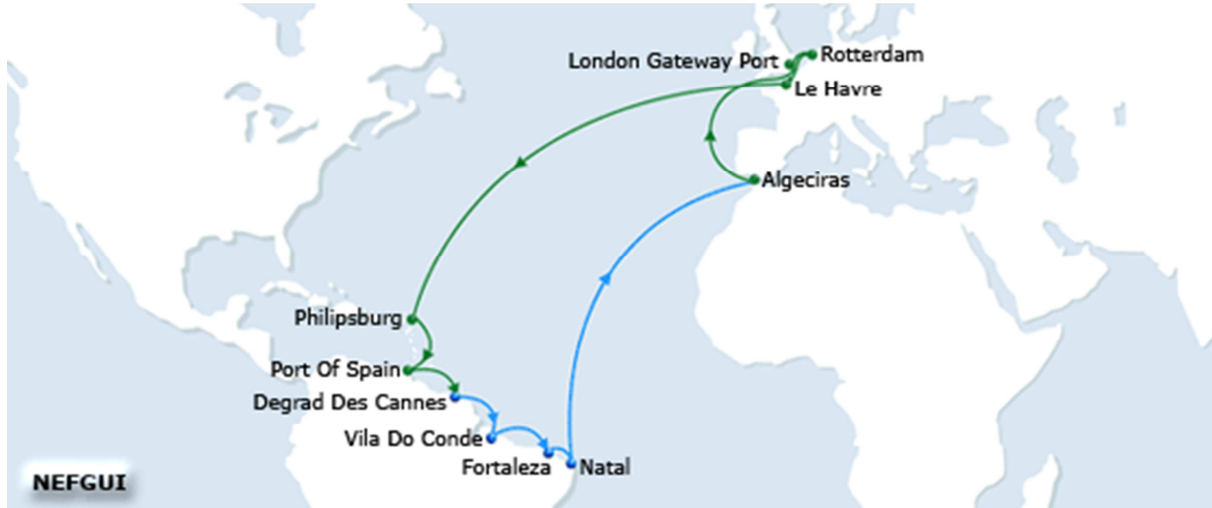 London Gateway Port
Rotterdam
Le Havre
Algeciras
Philipsburg
Port Of Spain
Degrad Des Cannes
Vila Do Conde
Fortaleza
Natal
NEFGUI